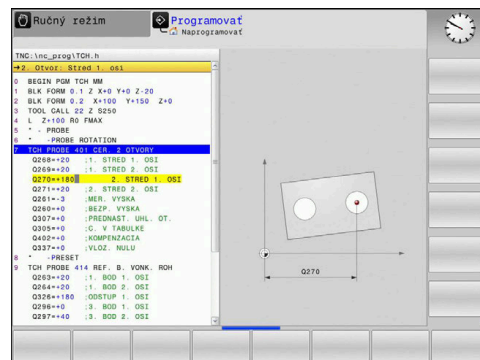 Ručný režim
Programovať
Naprogramovať
TNC:\nc_prog\TCH.h
→2. Otvor: Stred 1. osi
0 BEGIN PGM TCH MM
1 BLK FORM 0.1 Z X+0 Y+0 Z-20
2 BLK FORM 0.2 X+100 Y+150 Z+0
3 TOOL CALL 22 Z S250
4 L Z+100 R0 FMAX
5 * - PROBE
6 * -PROBE ROTATION
7 TCH PROBE 401 CER. 2 OTVORY
Q268=+20 ;1. STRED 1. OSI
Q269=+20 ;1. STRED 2. OSI
Q270=+180 2. STRED 1. OSI
Q271=+20 ;2. STRED 2. OSI
Q261=-3 ;MER. VYSKA
Q260=+0 ;BEZP. VYSKA
Q307=+0 ;PREDNAST. UHL. OT.
Q305=+0 ;C. V TABULKE
Q402=+0 ;KOMPENZACIA
Q337=+0 ;VLOZ. NULU
8 * -PRESET
9 TCH PROBE 414 REF. B. VONK. ROH
Q263=+20 ;1. BOD 1. OSI
Q264=+20 ;1. BOD 2. OSI
Q326=+180 ;ODSTUP 1. OSI
Q296=+0 ;3. BOD 1. OSI
Q297=+40 ;3. BOD 2. OSI
Q270